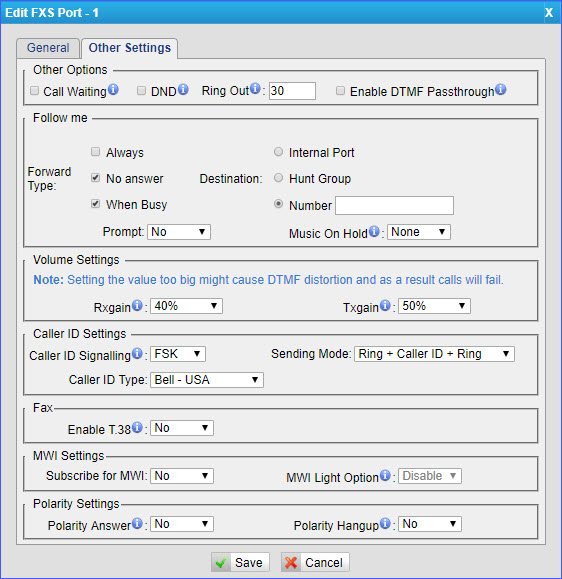 Edit FXS Port - 1 X
General Other Settings
Other Options
Call Waiting DND Ring Out : 30 Enable DTMF Passthrough
Follow me
Always Internal Port
Forward Type: No answer Destination: Hunt Group
When Busy Number
Prompt: No Music On Hold : None
Volume Settings
Note: Setting the value too big might cause DTMF distortion and as a result calls will fail.
Rxgain : 40% Txgain : 50%
Caller ID Settings
Caller ID Signalling : FSK Sending Mode: Ring + Caller ID + Ring
Caller ID Type: Bell - USA
Fax
Enable T.38 : No
MWI Settings
Subscribe for MWI: No MWI Light Option : Disable
Polarity Settings
Polarity Answer : No Polarity Hangup : No
Save Cancel